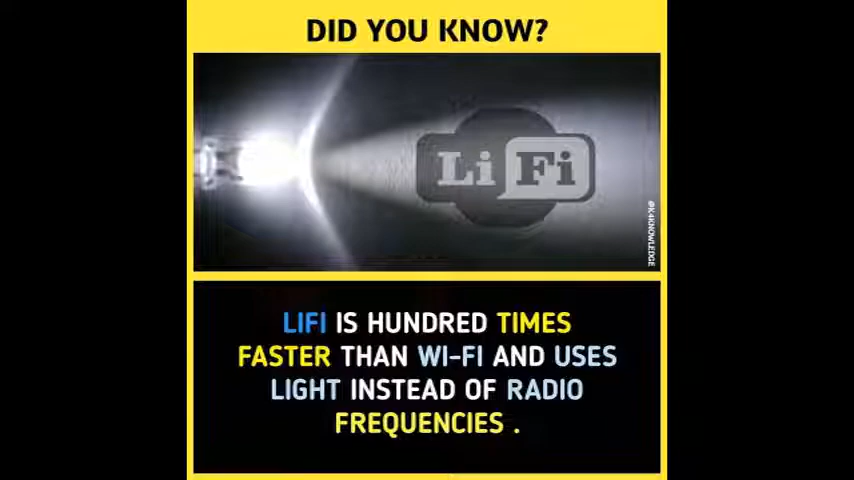 DID YOU KNOW?
Li Fi
@K4KNOWLEDGE
LIFI IS HUNDRED TIMES
FASTER THAN WI-FI AND USES
LIGHT INSTEAD OF RADIO
FREQUENCIES .